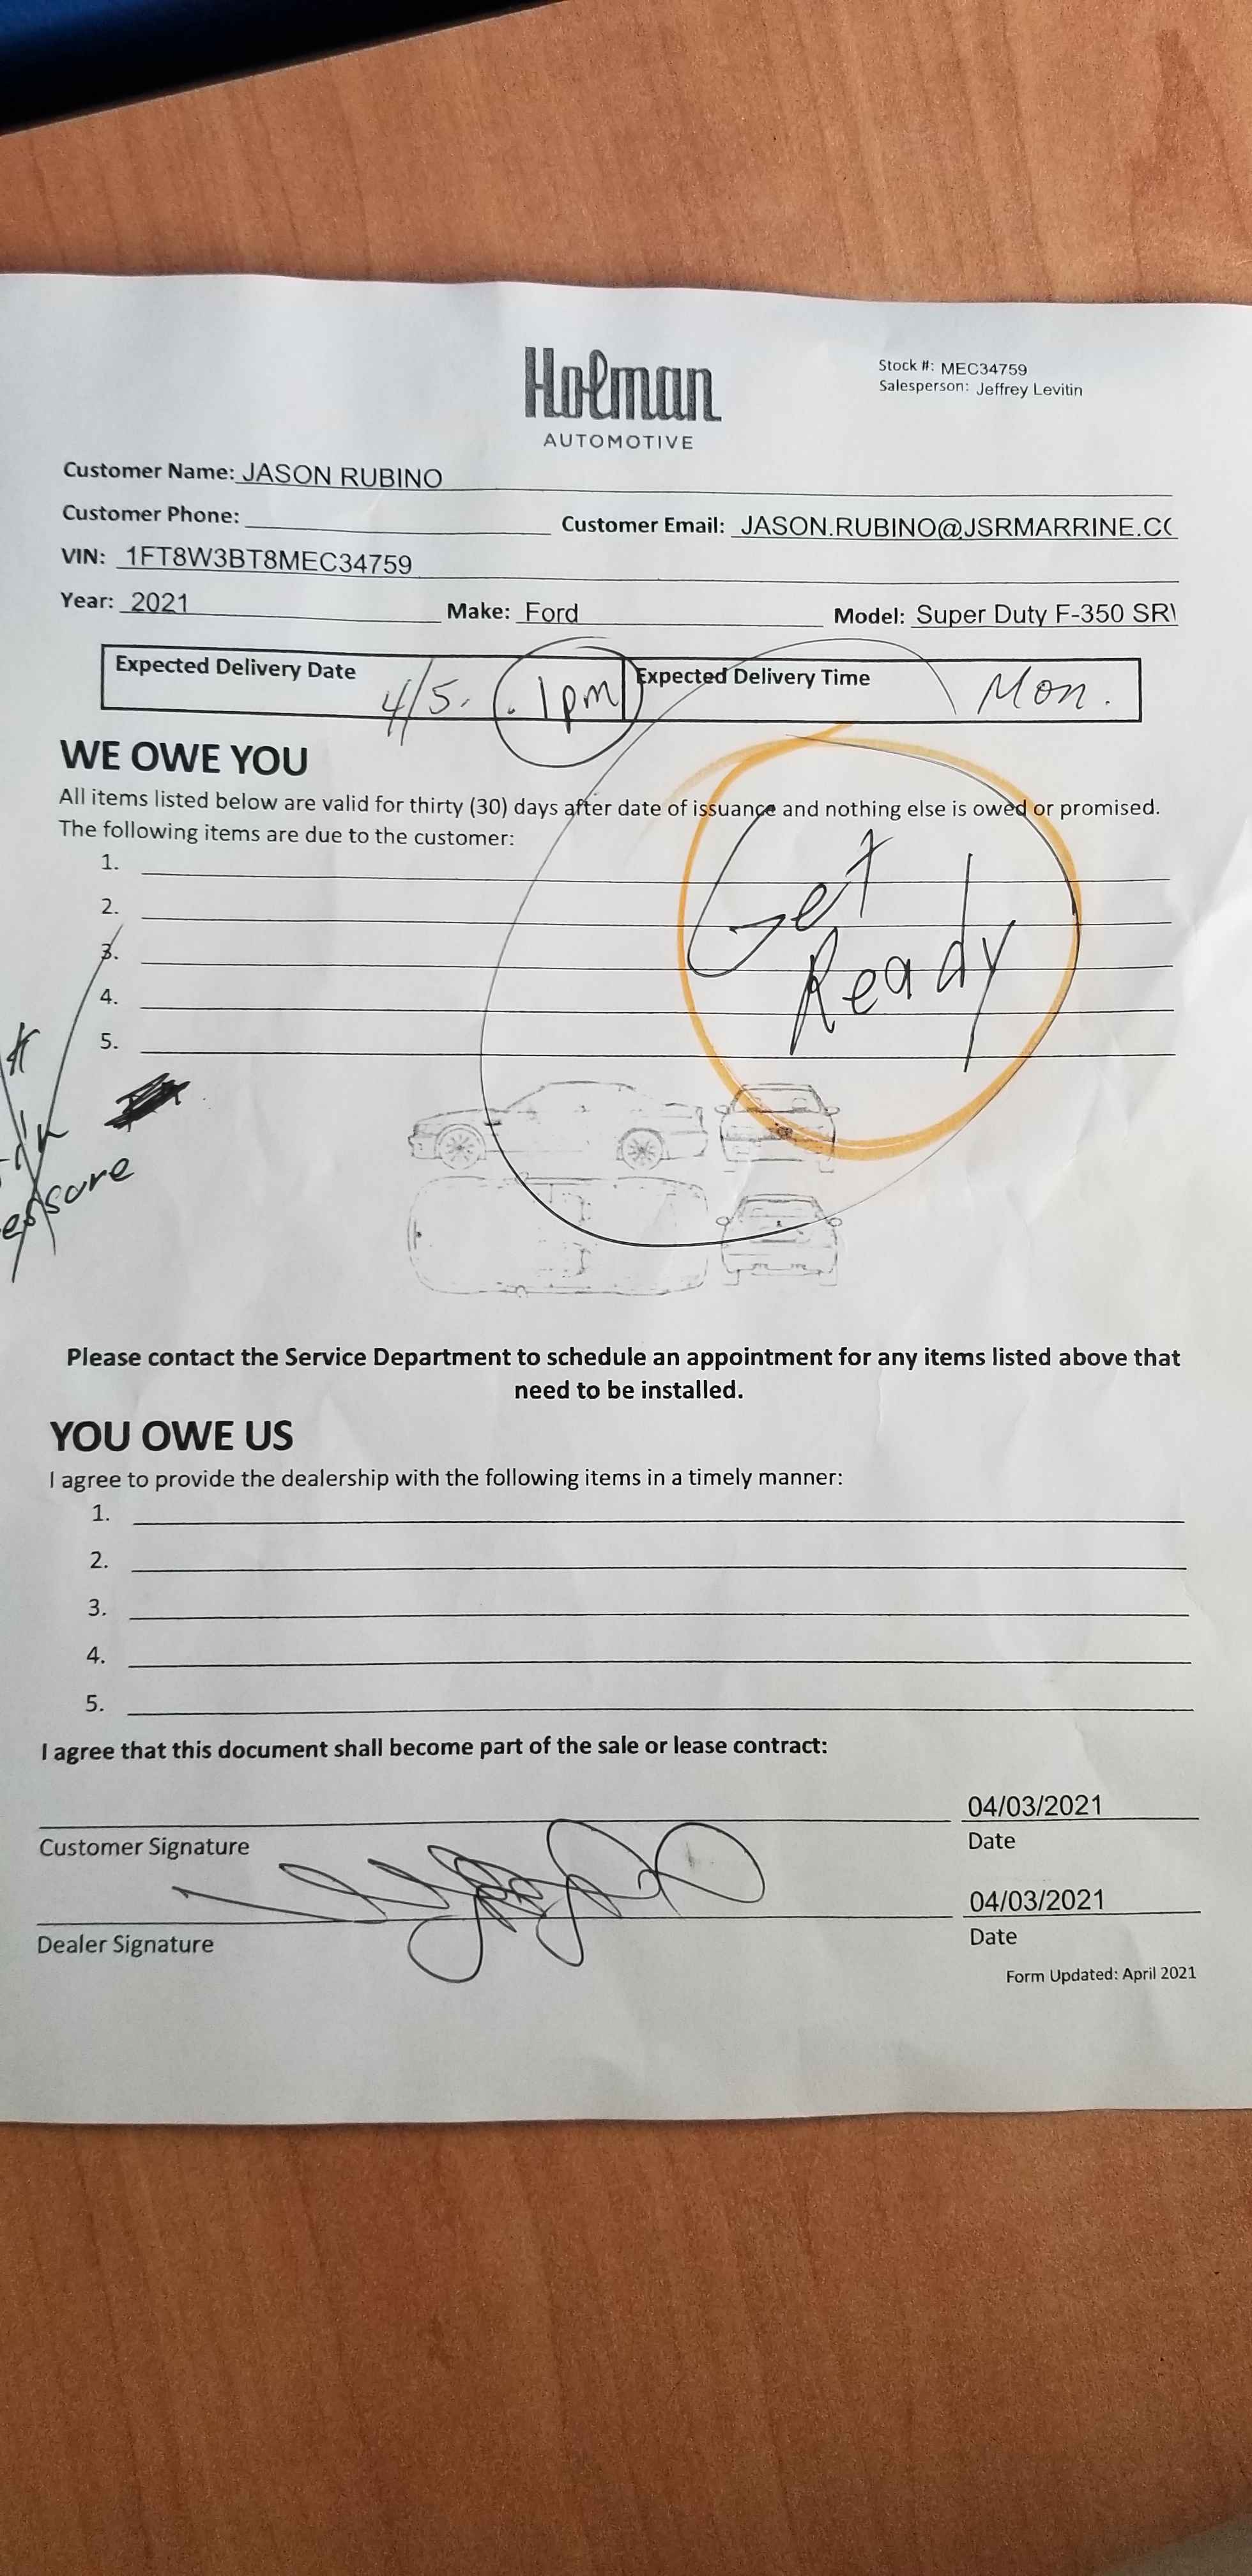 Holman
AUTOMOTIVE
Stock #: MEC34759
Salesperson: Jeffrey Levitin
Customer Name: JASON RUBINO
Customer Phone:
Customer Email: JASON.RUBINO@JSRMARRINE.C
VIN: 1FT8W3BT8MEC34759
Year: 2021 Make: Ford Model: Super Duty F-350 SR
Expected Delivery Date 4/5. 1pm Expected Delivery Time Mon.
WE OWE YOU
All items listed below are valid for thirty (30) days after date of issuance and nothing else is owed or promised.
The following items are due to the customer:
1.
2.
3.
4.
5.
Get
Ready
Please contact the Service Department to schedule an appointment for any items listed above that
need to be installed.
YOU OWE US
I agree to provide the dealership with the following items in a timely manner:
1.
2.
3.
4.
5.
I agree that this document shall become part of the sale or lease contract:
04/03/2021
Customer Signature Date
04/03/2021
Dealer Signature Date
Form Updated: April 2021